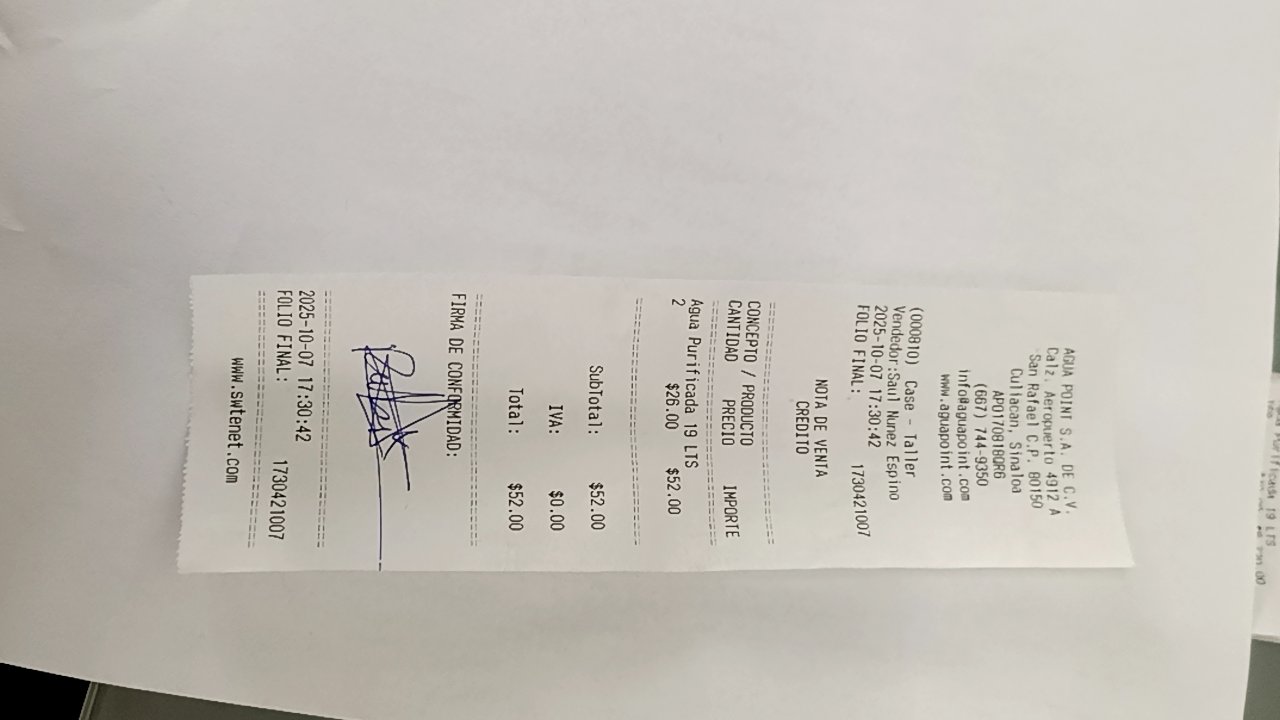 AGUA POINT S.A. DE C.V.
Calz. Aeropuerto 4912 A
San Rafael C.P. 80150
Culiacan, Sinaloa
APO170818QR6
(667) 744-9350
info@aguapoint.com
www.aguapoint.com
(000810) Case - Taller
Vendedor:Saul Nunez Espino
2025-10-07 17:30:42
FOLIO FINAL: 1730421007
NOTA DE VENTA
CREDITO
CONCEPTO / PRODUCTO
CANTIDAD PRECIO IMPORTE
Agua Purificada 19 LTS
2 $26.00 $52.00
SubTotal: $52.00
IVA: $0.00
Total: $52.00
FIRMA DE CONFORMIDAD:
2025-10-07 17:30:42
FOLIO FINAL: 1730421007
www.swtenet.com
19 LTS